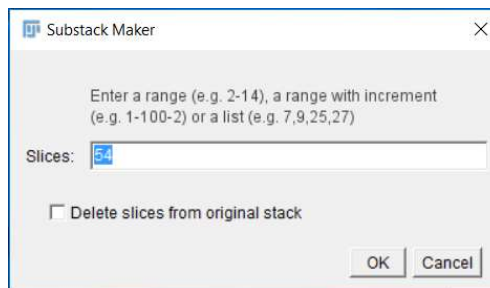 Substack Maker
Enter a range (e.g. 2-14), a range with increment
(e.g. 1-100-2) or a list (e.g. 7,9,25,27)
Slices: 54
Delete slices from original stack
OK Cancel